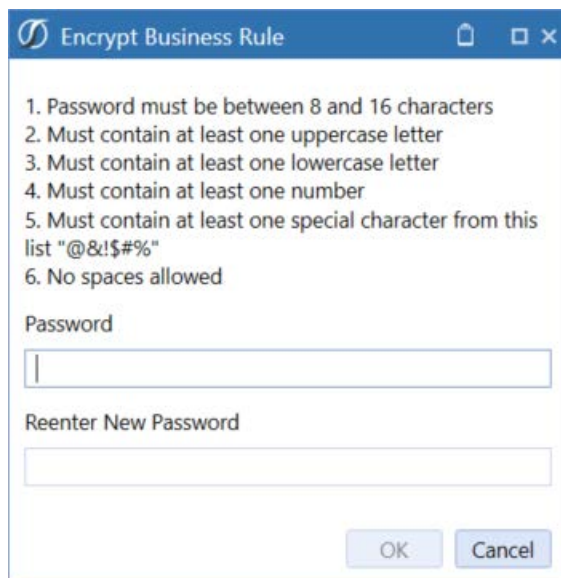 Encrypt Business Rule
1. Password must be between 8 and 16 characters
2. Must contain at least one uppercase letter
3. Must contain at least one lowercase letter
4. Must contain at least one number
5. Must contain at least one special character from this
list "@&!$#%"
6. No spaces allowed
Password
Reenter New Password
OK Cancel